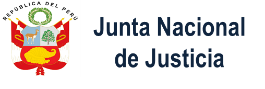 REPÚBLICA DEL PERÚ
Junta Nacional
de Justicia